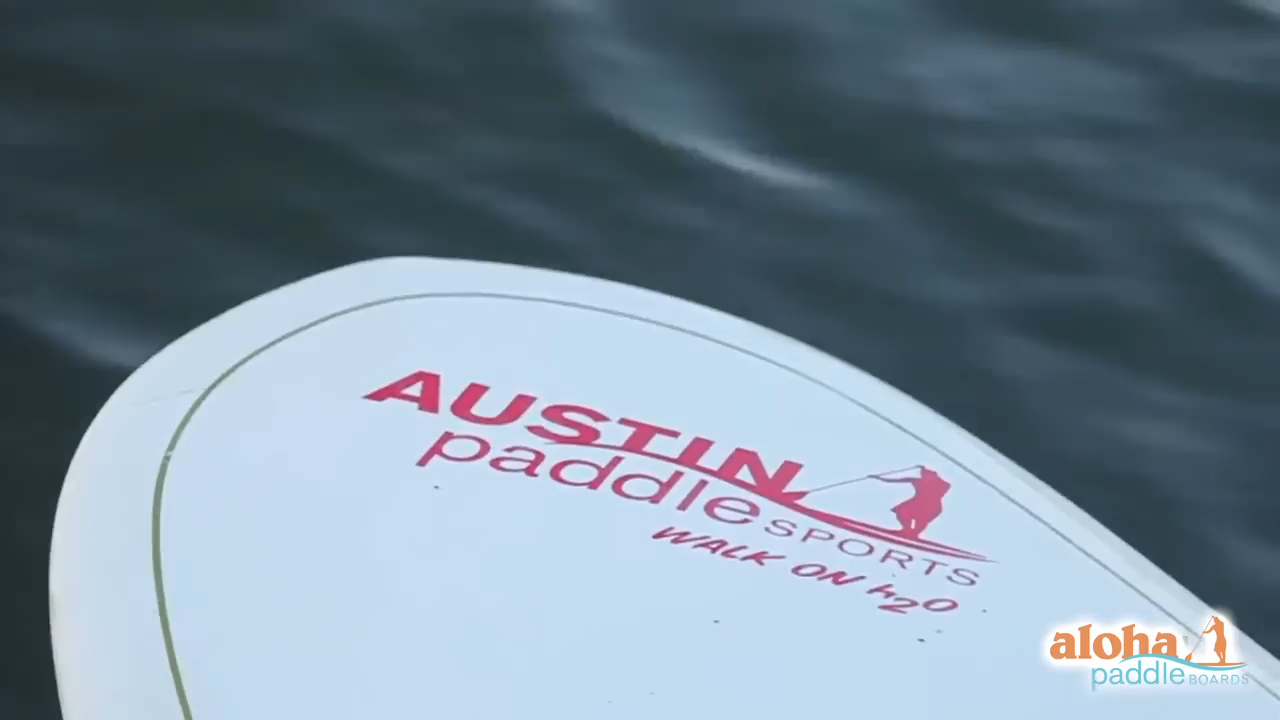 AUSTIN
paddle SPORTS
WALK ON h2O
aloha
paddle BOARDS